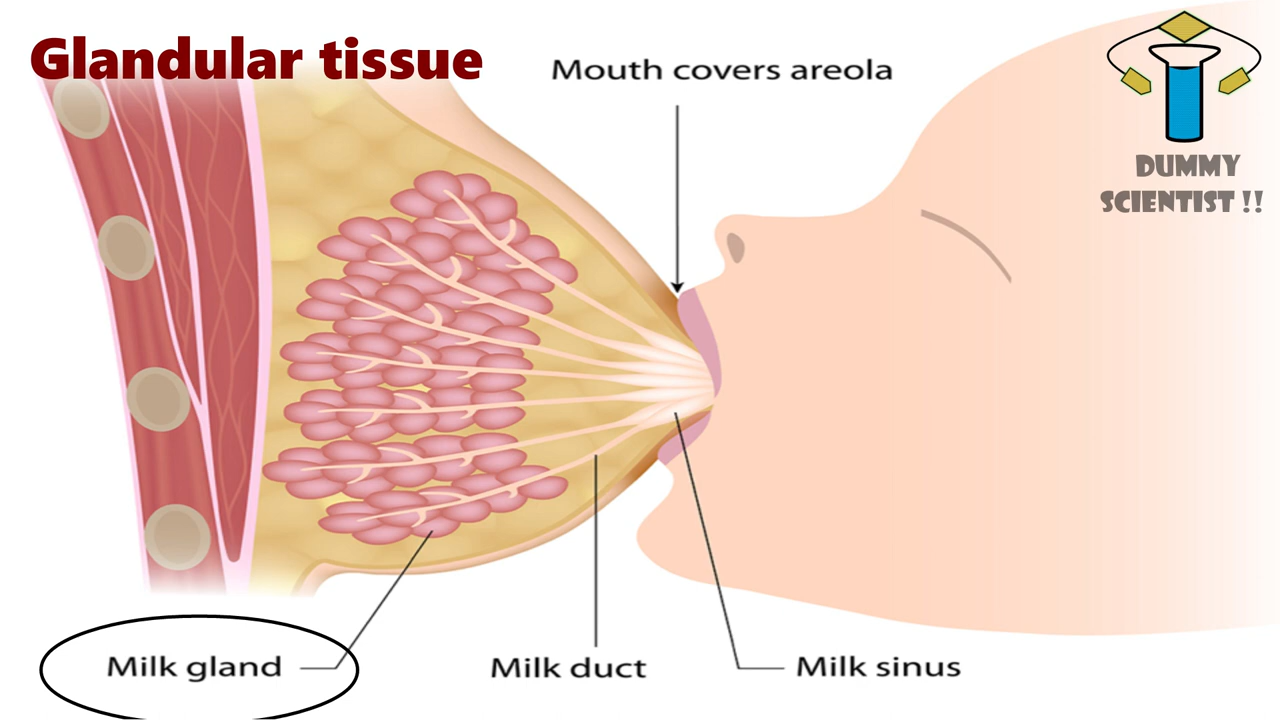 Glandular tissue
Mouth covers areola
DUMMY
SCIENTIST !!
Milk gland
Milk duct
Milk sinus